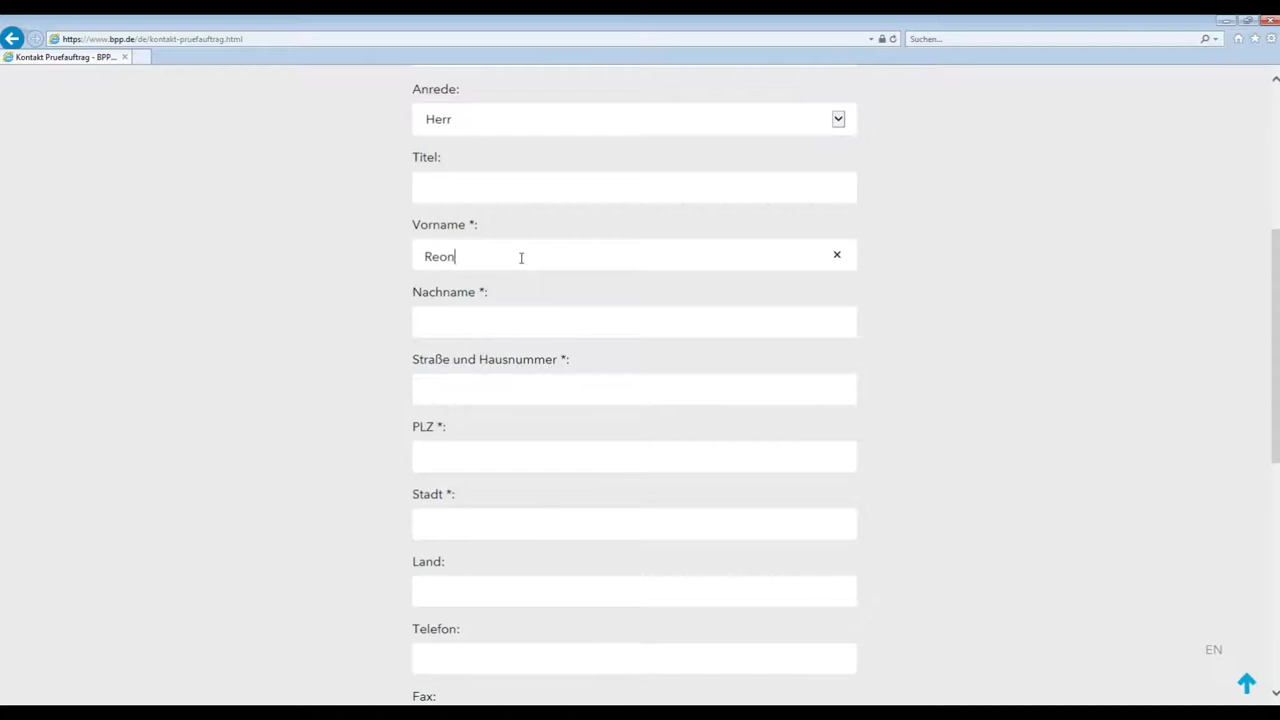 https://www.bpp.de/de/kontakt-pruefauftrag.html
Suchen...
Kontakt Pruefauftrag - BPP...
Anrede:
Herr
Titel:
Vorname *:
Reon
Nachname *:
Straße und Hausnummer *:
PLZ *:
Stadt *:
Land:
Telefon:
EN
Fax: